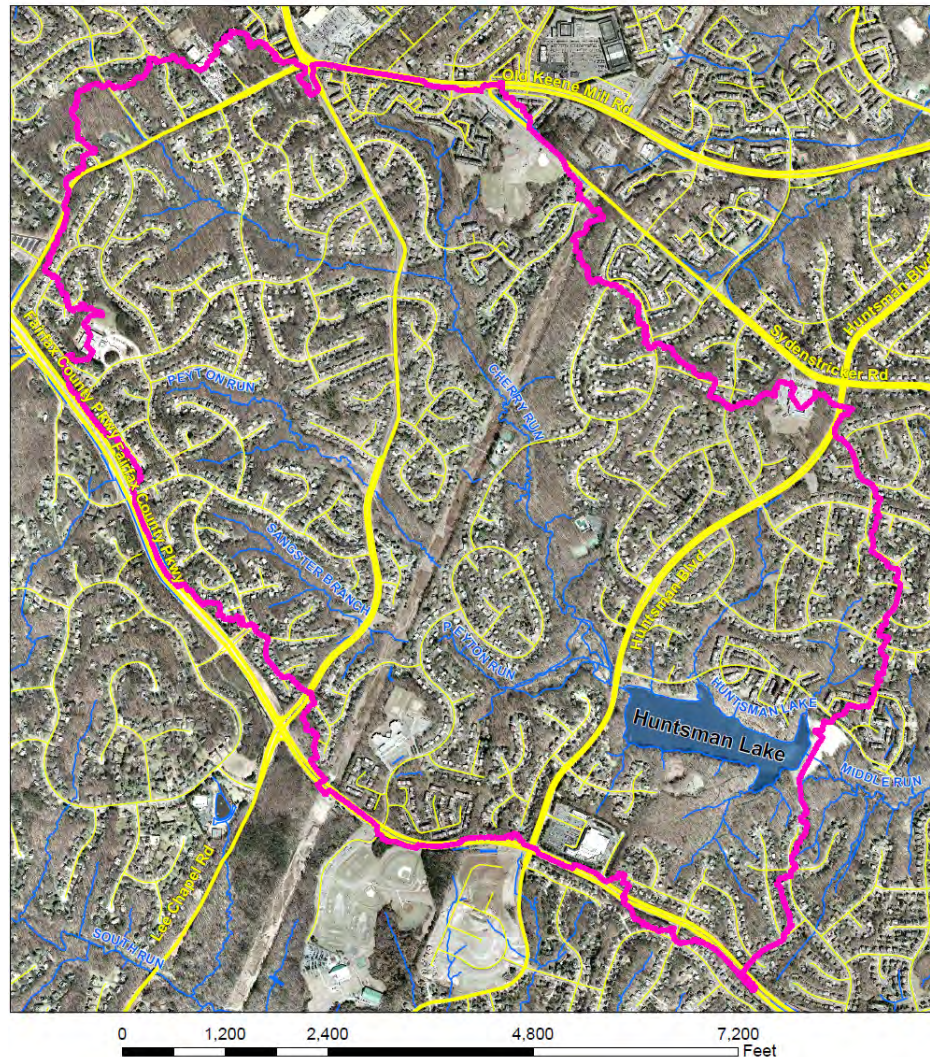 Old Keene Mill Rd
Huntsman Blvd
Sydenstricker Rd
Fairfax County Pkwy
Fairfax County Pkwy
PEYTON RUN
CHERRY RUN
SANGSTER BRANCH
PEYTON RUN
Huntsman Blvd
HUNTSMAN LAKE
Huntsman Lake
MIDDLE RUN
Lee Chapel Rd
SOUTH RUN
0 1,200 2,400 4,800 7,200
Feet